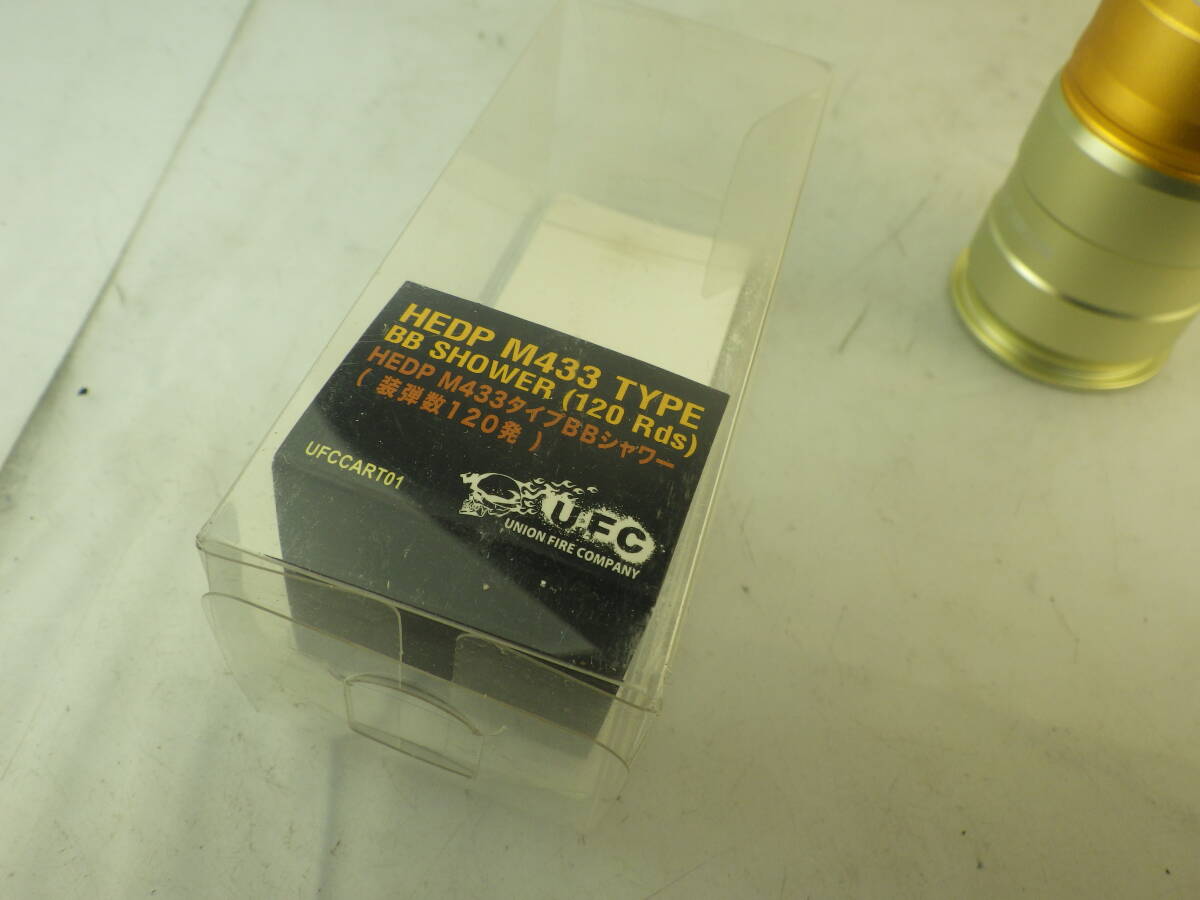 HEDP M433 TYPE
BB SHOWER (120 Rds)
HEDP M433タイプBBシャワー
( 装弾数120発 )
UFCCART01
UFC
UNION FIRE COMPANY